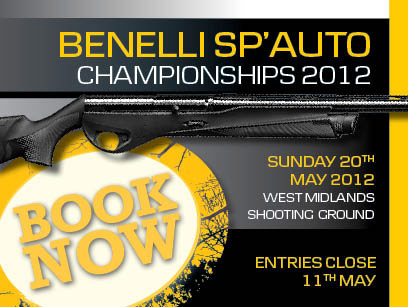 BENELLI SP'AUTO
CHAMPIONSHIPS 2012
SUNDAY 20TH
MAY 2012
WEST MIDLANDS
SHOOTING GROUND
BOOK
NOW
ENTRIES CLOSE
11TH MAY